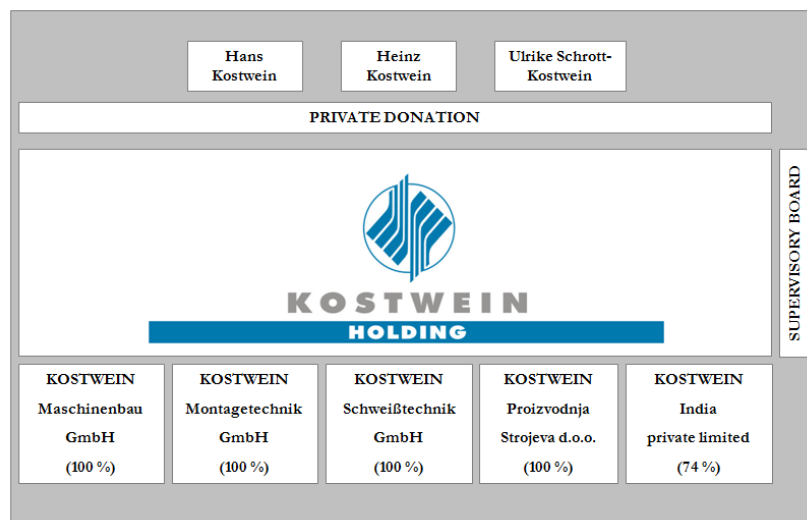 Hans
Kostwein
Heinz
Kostwein
Ulrike Schrott-
Kostwein
PRIVATE DONATION
KOSTWEIN
HOLDING
SUPERVISORY BOARD
KOSTWEIN
Maschinenbau
GmbH
(100 %)
KOSTWEIN
Montagetechnik
GmbH
(100 %)
KOSTWEIN
Schweißtechnik
GmbH
(100 %)
KOSTWEIN
Proizvodnja
Strojeva d.o.o.
(100 %)
KOSTWEIN
India
private limited
(74 %)